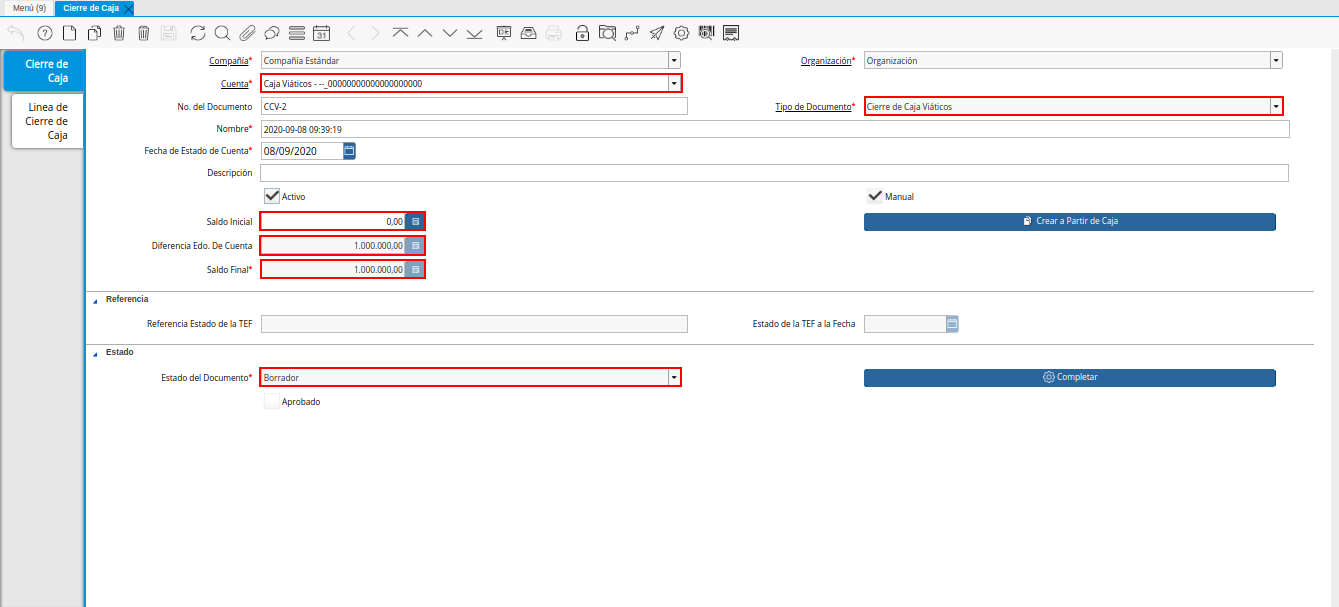 Menú (9) Cierre de Caja
31
Cierre de
Caja
Linea de
Cierre de
Caja
Compañía* Compañía Estándar Organización* Organización
Cuenta* Caja Viáticos - --_00000000000000000000
No. del Documento CCV-2 Tipo de Documento* Cierre de Caja Viáticos
Nombre* 2020-09-08 09:39:19
Fecha de Estado de Cuenta* 08/09/2020
Descripción
Activo Manual
Saldo Inicial 0,00 Crear a Partir de Caja
Diferencia Edo. De Cuenta 1.000.000,00
Saldo Final* 1.000.000,00
Referencia
Referencia Estado de la TEF Estado de la TEF a la Fecha
Estado
Estado del Documento* Borrador Completar
Aprobado